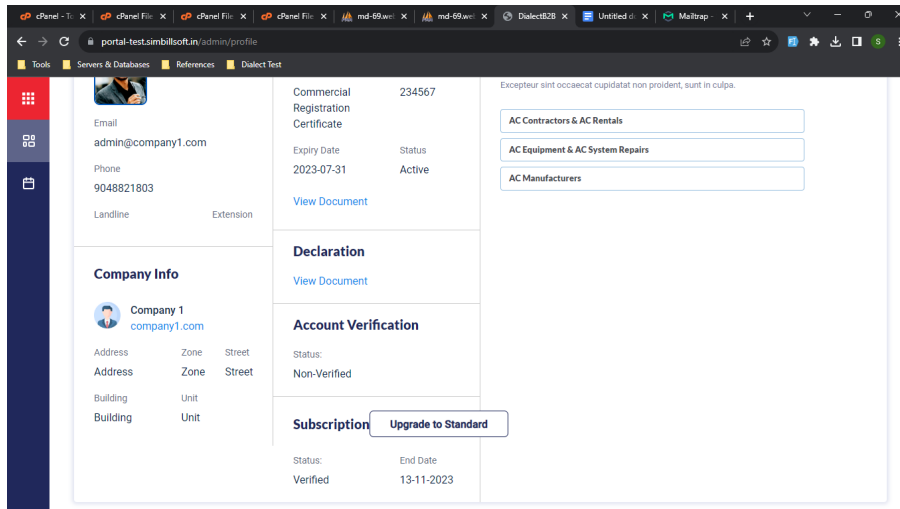 cPanel - To
cPanel File
cPanel File
cPanel File
md-69.wel
md-69.wel
DialectB2B
Untitled d
Mailtrap -
portal-test.simbillsoft.in/admin/profile
Tools
Servers & Databases
References
Dialect Test
Email
admin@company1.com
Phone
9048821803
Landline Extension
Company Info
Company 1
company1.com
Address Zone Street
Address Zone Street
Building Unit
Building Unit
Commercial 234567
Registration
Certificate
Expiry Date Status
2023-07-31 Active
View Document
Declaration
View Document
Account Verification
Status:
Non-Verified
Subscription Upgrade to Standard
Status: End Date
Verified 13-11-2023
Excepteur sint occaecat cupidatat non proident, sunt in culpa.
AC Contractors & AC Rentals
AC Equipment & AC System Repairs
AC Manufacturers
S